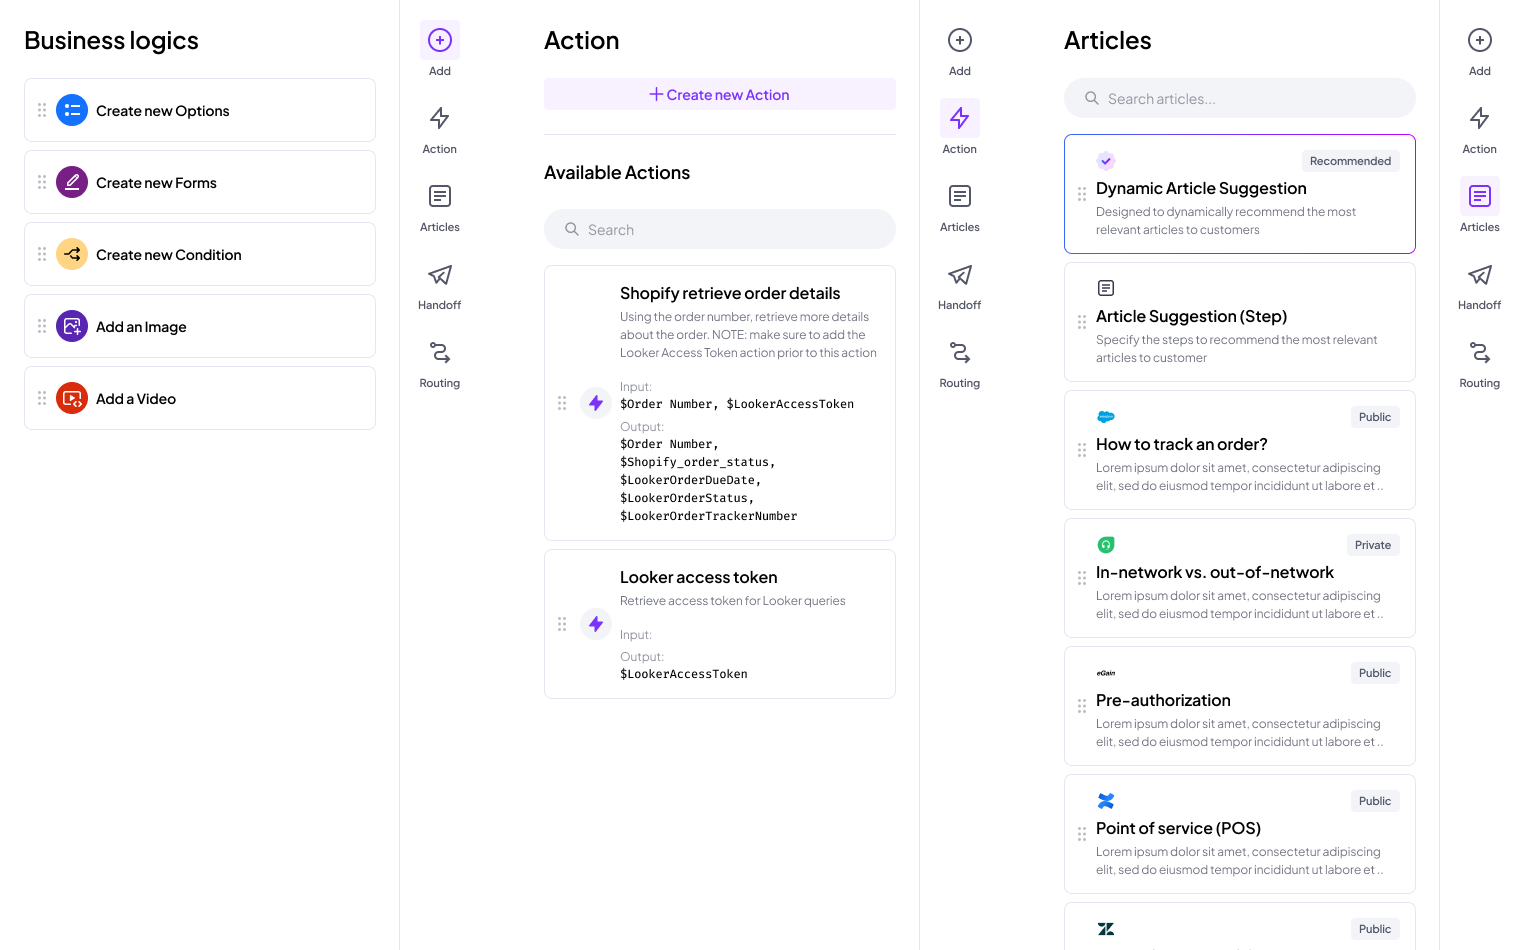 Business logics
Create new Options
Create new Forms
Create new Condition
Add an Image
Add a Video
Add
Action
Articles
Handoff
Routing
Action
Create new Action
Available Actions
Search
Shopify retrieve order details
Using the order number, retrieve more details
about the order. NOTE: make sure to add the
Looker Access Token action prior to this action
Input:
$Order Number, $LookerAccessToken
Output:
$Order Number,
$Shopify_order_status,
$LookerOrderDueDate,
$LookerOrderStatus,
$LookerOrderTrackerNumber
Looker access token
Retrieve access token for Looker queries
Input:
Output:
$LookerAccessToken
Add
Action
Articles
Handoff
Routing
Articles
Search articles...
Recommended
Dynamic Article Suggestion
Designed to dynamically recommend the most
relevant articles to customers
Article Suggestion (Step)
Specify the steps to recommend the most relevant
articles to customer
Public
How to track an order?
Lorem ipsum dolor sit amet, consectetur adipiscing
elit, sed do eiusmod tempor incididunt ut labore et ..
Private
In-network vs. out-of-network
Lorem ipsum dolor sit amet, consectetur adipiscing
elit, sed do eiusmod tempor incididunt ut labore et ..
eGain
Public
Pre-authorization
Lorem ipsum dolor sit amet, consectetur adipiscing
elit, sed do eiusmod tempor incididunt ut labore et ..
Public
Point of service (POS)
Lorem ipsum dolor sit amet, consectetur adipiscing
elit, sed do eiusmod tempor incididunt ut labore et ..
Public
Add
Action
Articles
Handoff
Routing